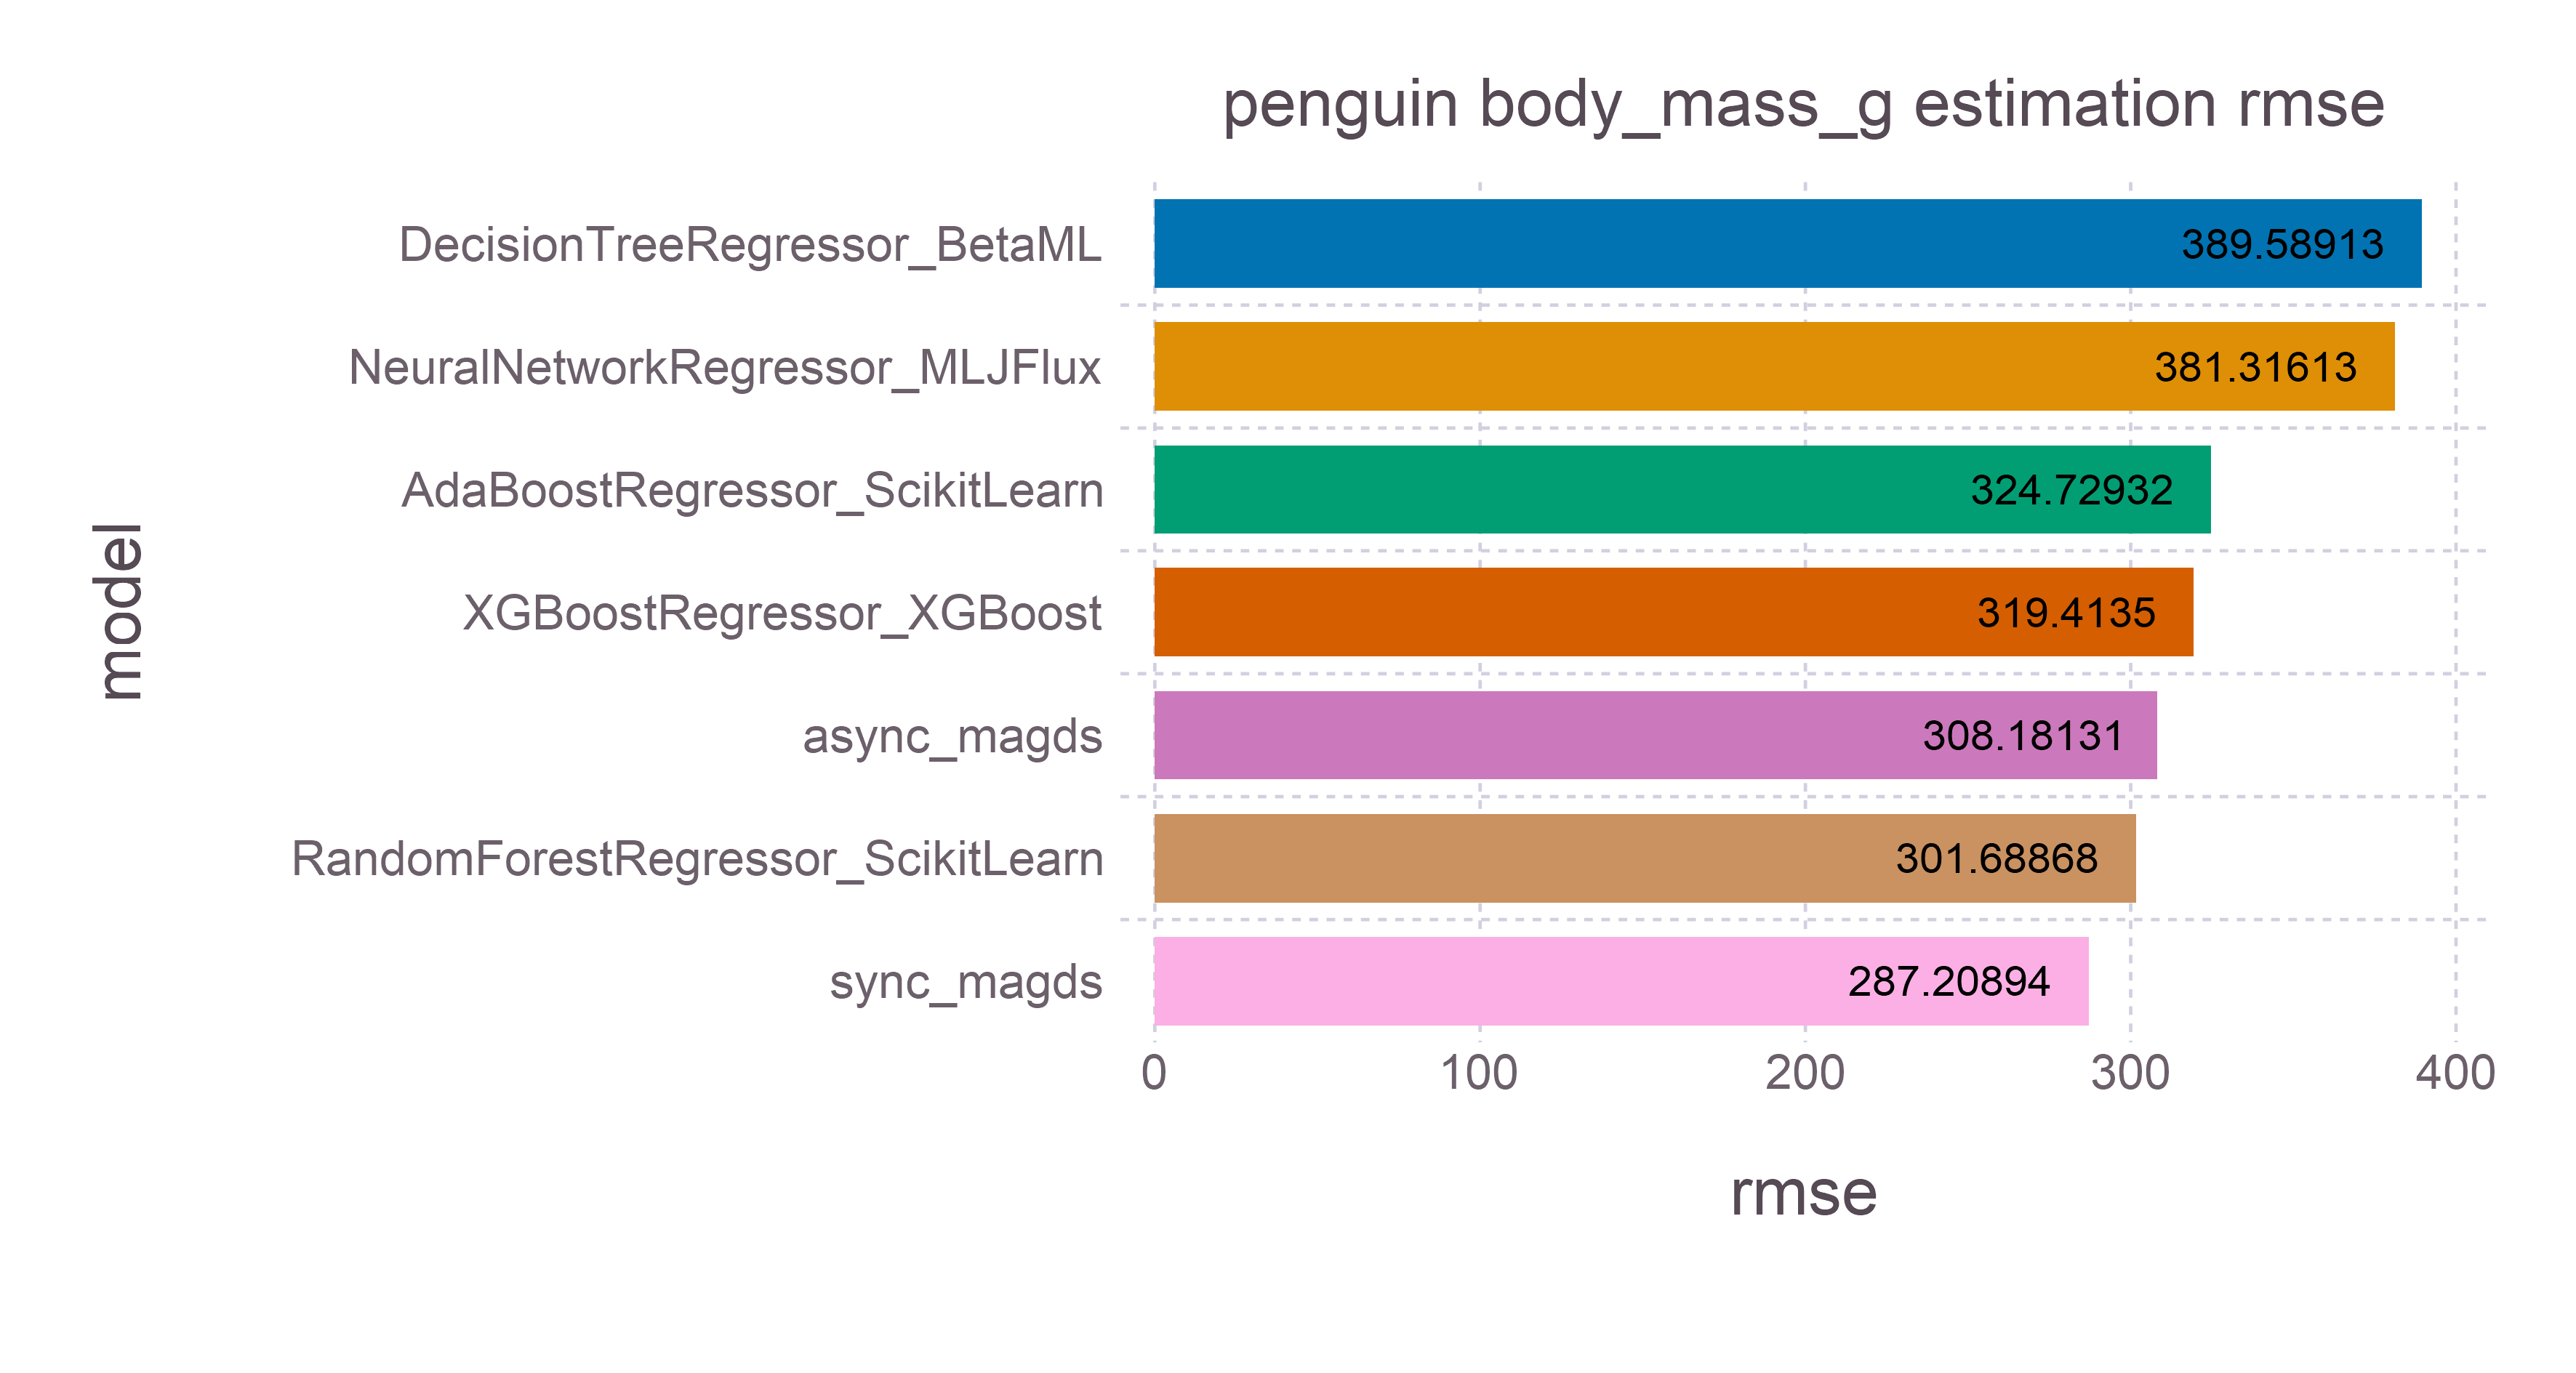 penguin body_mass_g estimation rmse
model
DecisionTreeRegressor_BetaML 389.58913
NeuralNetworkRegressor_MLJFlux 381.31613
AdaBoostRegressor_ScikitLearn 324.72932
XGBoostRegressor_XGBoost 319.4135
async_magds 308.18131
RandomForestRegressor_ScikitLearn 301.68868
sync_magds 287.20894
0 100 200 300 400
rmse